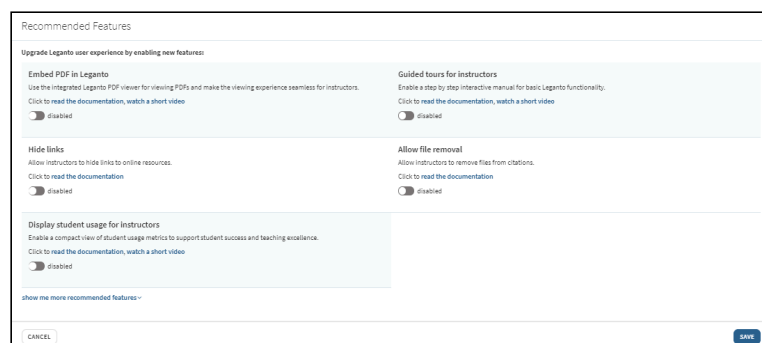 Recommended Features
Upgrade Leganto user experience by enabling new features:
Embed PDF in Leganto
Use the integrated Leganto PDF viewer for viewing PDFs and make the viewing experience seamless for instructors.
Click to read the documentation, watch a short video
disabled
Guided tours for instructors
Enable a step by step interactive manual for basic Leganto functionality.
Click to read the documentation, watch a short video
disabled
Hide links
Allow instructors to hide links to online resources.
Click to read the documentation
disabled
Allow file removal
Allow instructors to remove files from citations.
Click to read the documentation
disabled
Display student usage for instructors
Enable a compact view of student usage metrics to support student success and teaching excellence.
Click to read the documentation, watch a short video
disabled
show me more recommended features
CANCEL
SAVE